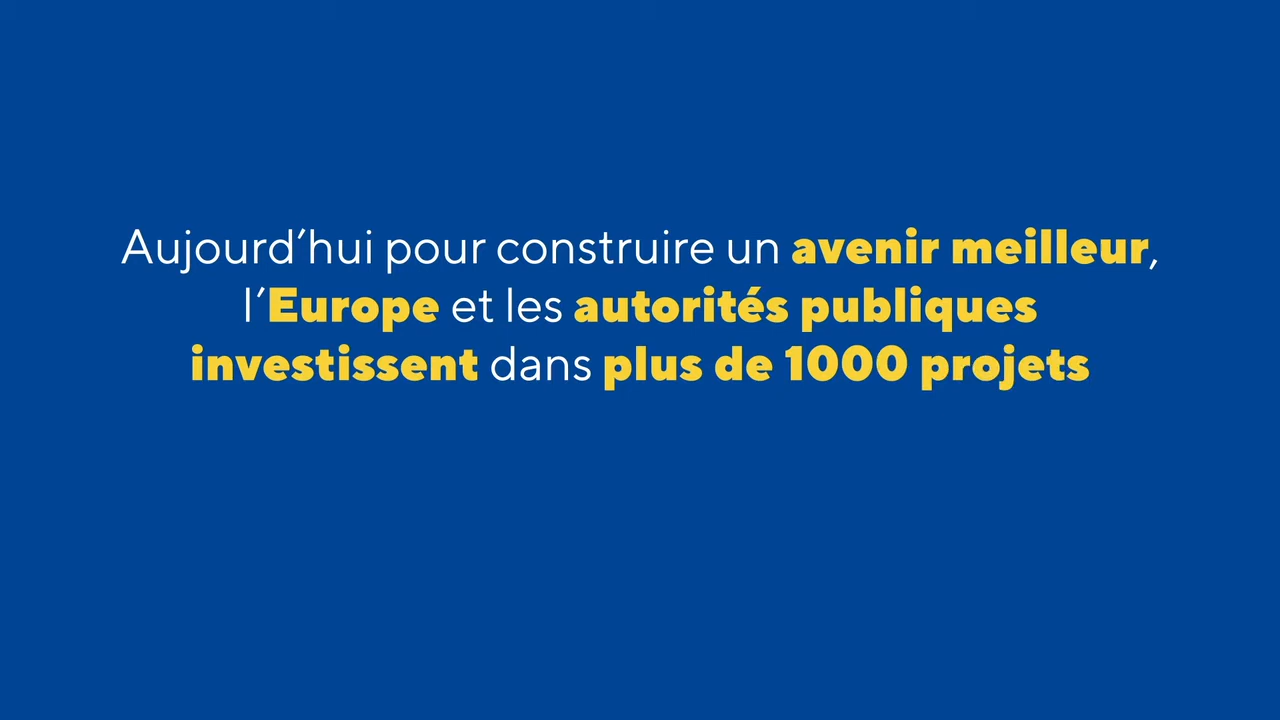 Aujourd’hui pour construire un avenir meilleur,
l’Europe et les autorités publiques
investissent dans plus de 1000 projets